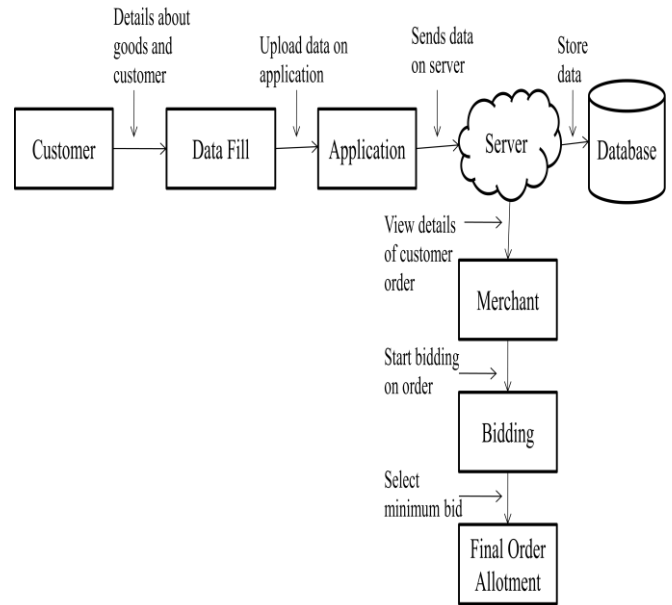 Details about
goods and
customer
Upload data on
application
Sends data
on server
Store
data
Customer
Data Fill
Application
Server
Database
View details
of customer
order
Merchant
Start bidding
on order
Bidding
Select
minimum bid
Final Order
Allotment